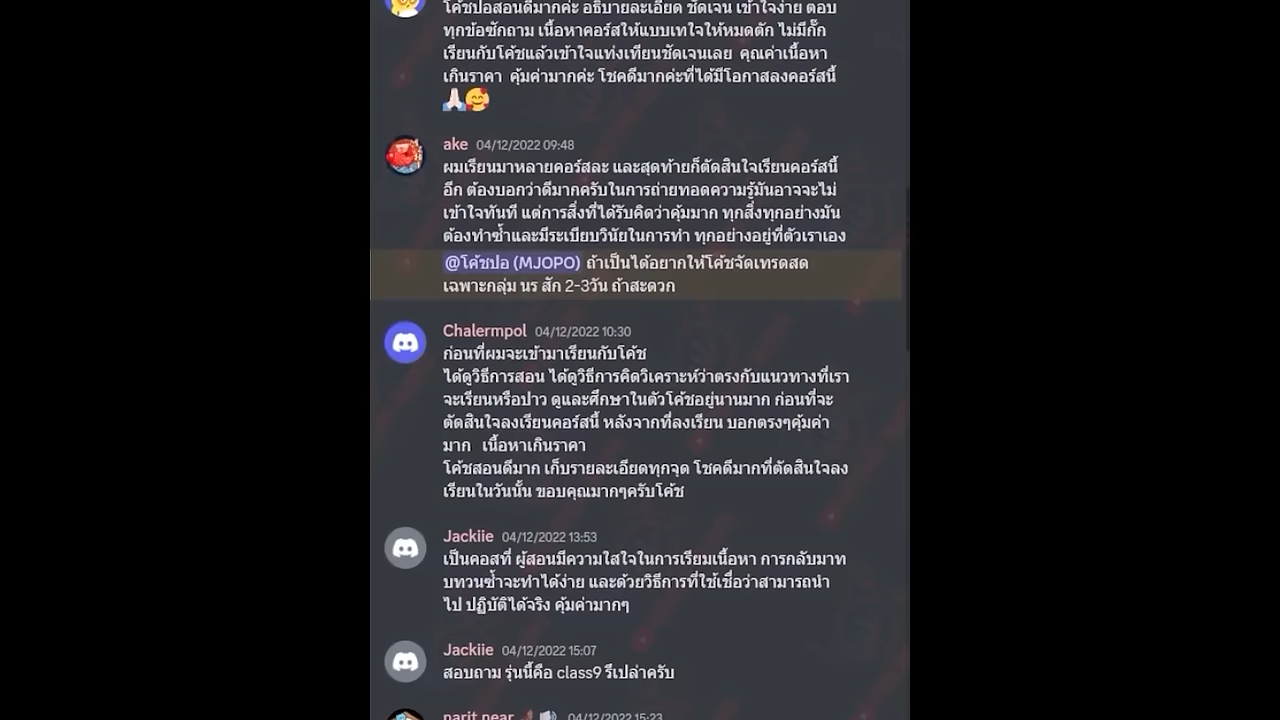 โค้ชปอสอนดีมากค่ะ อธิบายละเอียด ชัดเจน เข้าใจง่าย ตอบ
ทุกข้อซักถาม เนื้อหาคอร์สให้แบบเทใจให้หมดตัก ไม่มีกั๊ก
เรียนกับโค้ชแล้วเข้าใจแท่งเทียนชัดเจนเลย คุณค่าเนื้อหา
เกินราคา คุ้มค่ามากค่ะ โชคดีมากค่ะที่ได้มีโอกาสลงคอร์สนี้
🙏🏻🥰
ake 04/12/2022 09:48
ผมเรียนมาหลายคอร์สละ และสุดท้ายก็ตัดสินใจเรียนคอร์สนี้
อีก ต้องบอกว่าดีมากครับในการถ่ายทอดความรู้มันอาจจะไม่
เข้าใจทันที แต่การสิ่งที่ได้รับคิดว่าคุ้มมาก ทุกสิ่งทุกอย่างมัน
ต้องทำซ้ำและมีระเบียบวินัยในการทำ ทุกอย่างอยู่ที่ตัวเราเอง
@โค้ชปอ (MJOPO) ถ้าเป็นได้อยากให้โค้ชจัดเทรดสด
เฉพาะกลุ่ม นร สัก 2-3วัน ถ้าสะดวก
Chalermpol 04/12/2022 10:30
ก่อนที่ผมจะเข้ามาเรียนกับโค้ช
ได้ดูวิธีการสอน ได้ดูวิธีการคิดวิเคราะห์ว่าตรงกับแนวทางที่เรา
จะเรียนหรือปาว ดูและศึกษาในตัวโค้ชอยู่นานมาก ก่อนที่จะ
ตัดสินใจลงเรียนคอร์สนี้ หลังจากที่ลงเรียน บอกตรงๆคุ้มค่า
มาก เนื้อหาเกินราคา
โค้ชสอนดีมาก เก็บรายละเอียดทุกจุด โชคดีมากที่ตัดสินใจลง
เรียนในวันนั้น ขอบคุณมากๆครับโค้ช
Jackiie 04/12/2022 13:53
เป็นคอสที่ ผู้สอนมีความใสใจในการเรียมเนื้อหา การกลับมาท
บทวนซ้ำจะทำได้ง่าย และด้วยวิธีการที่ใช้เชื่อว่าสามารถนำ
ไป ปฏิบัติได้จริง คุ้มค่ามากๆ
Jackiie 04/12/2022 15:07
สอบถาม รุ่นนี้คือ class9 รึเปล่าครับ
narit near 04/12/2022 15:23